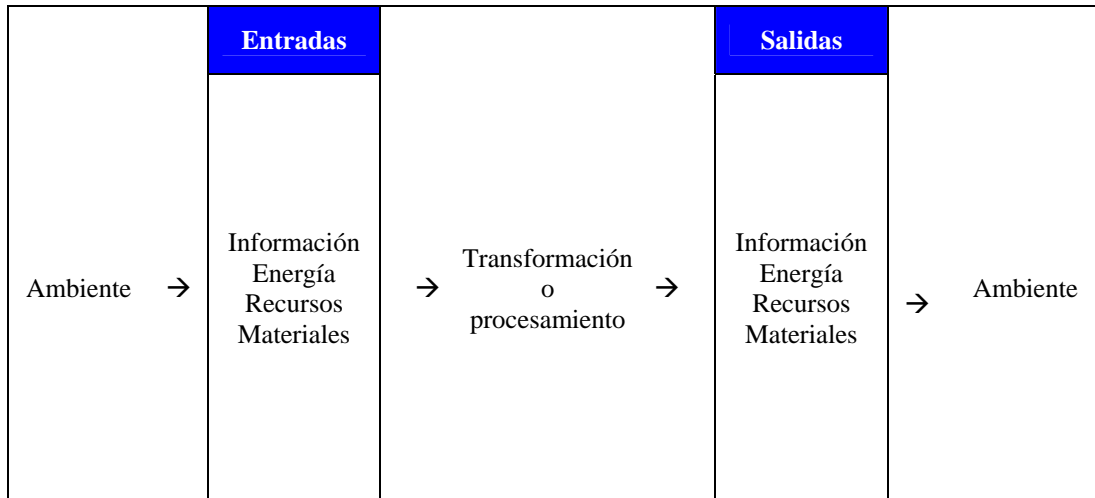 Entradas
Salidas
Ambiente →
Información
Energía
Recursos
Materiales
→
Transformación
o
procesamiento
→
Información
Energía
Recursos
Materiales
→ Ambiente